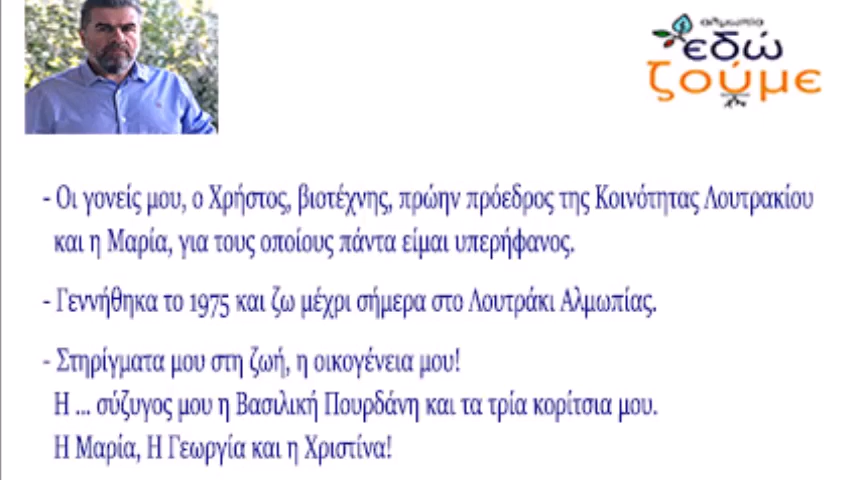 αλμωπία
εδώ
ζούμε
- Οι γονείς μου, ο Χρήστος, βιοτέχνης, πρώην πρόεδρος της Κοινότητας Λουτρακίου
και η Μαρία, για τους οποίους πάντα είμαι υπερήφανος.
- Γεννήθηκα το 1975 και ζω μέχρι σήμερα στο Λουτράκι Αλμωπίας.
- Στηρίγματα μου στη ζωή, η οικογένεια μου!
Η ... σύζυγος μου η Βασιλική Πουρδάνη και τα τρία κορίτσια μου.
Η Μαρία, Η Γεωργία και η Χριστίνα!